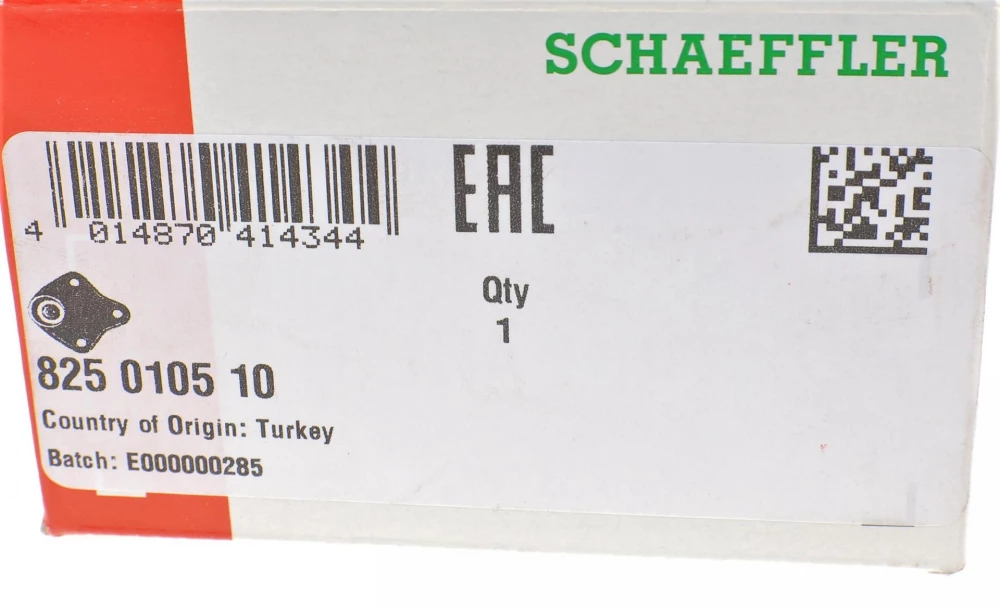 SCHAEFFLER
EAC
4 014870 414344
Qty
1
825 0105 10
Country of Origin: Turkey
Batch: E000000285